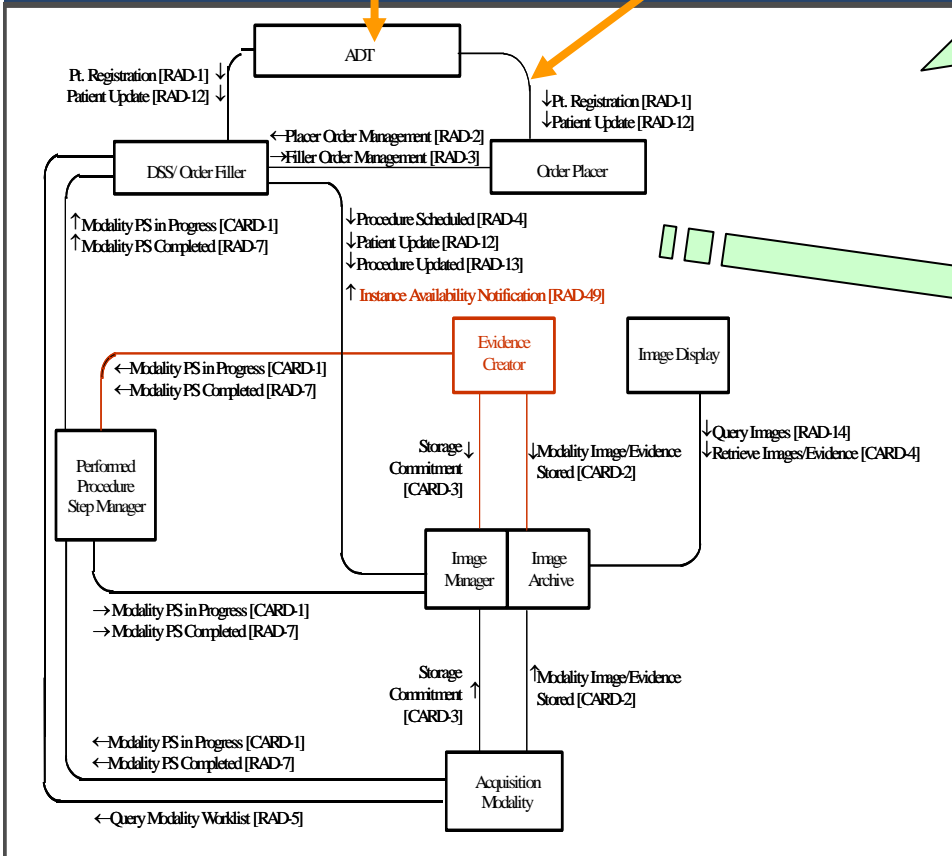 ADT
Pt. Registration [RAD-1] ↓
Patient Update [RAD-12] ↓
↓Pt. Registration [RAD-1]
↓Patient Update [RAD-12]
←Placer Order Management [RAD-2]
→Filler Order Management [RAD-3]
DSS/ Order Filler
Order Placer
↑Modality PS in Progress [CARD-1]
↑Modality PS Completed [RAD-7]
↓Procedure Scheduled [RAD-4]
↓Patient Update [RAD-12]
↓Procedure Updated [RAD-13]
↑ Instance Availability Notification [RAD-49]
Evidence
Creator
Image Display
←Modality PS in Progress [CARD-1]
←Modality PS Completed [RAD-7]
↓Query Images [RAD-14]
↓Retrieve Images/Evidence [CARD-4]
Storage
Commitment ↓
[CARD-3]
↓Modality Image/Evidence
Stored [CARD-2]
Performed
Procedure
Step Manager
Image
Manager
Image
Archive
→Modality PS in Progress [CARD-1]
→Modality PS Completed [RAD-7]
Storage
Commitment ↑
[CARD-3]
↑Modality Image/Evidence
Stored [CARD-2]
←Modality PS in Progress [CARD-1]
←Modality PS Completed [RAD-7]
Acquisition
Modality
←Query Modality Worklist [RAD-5]